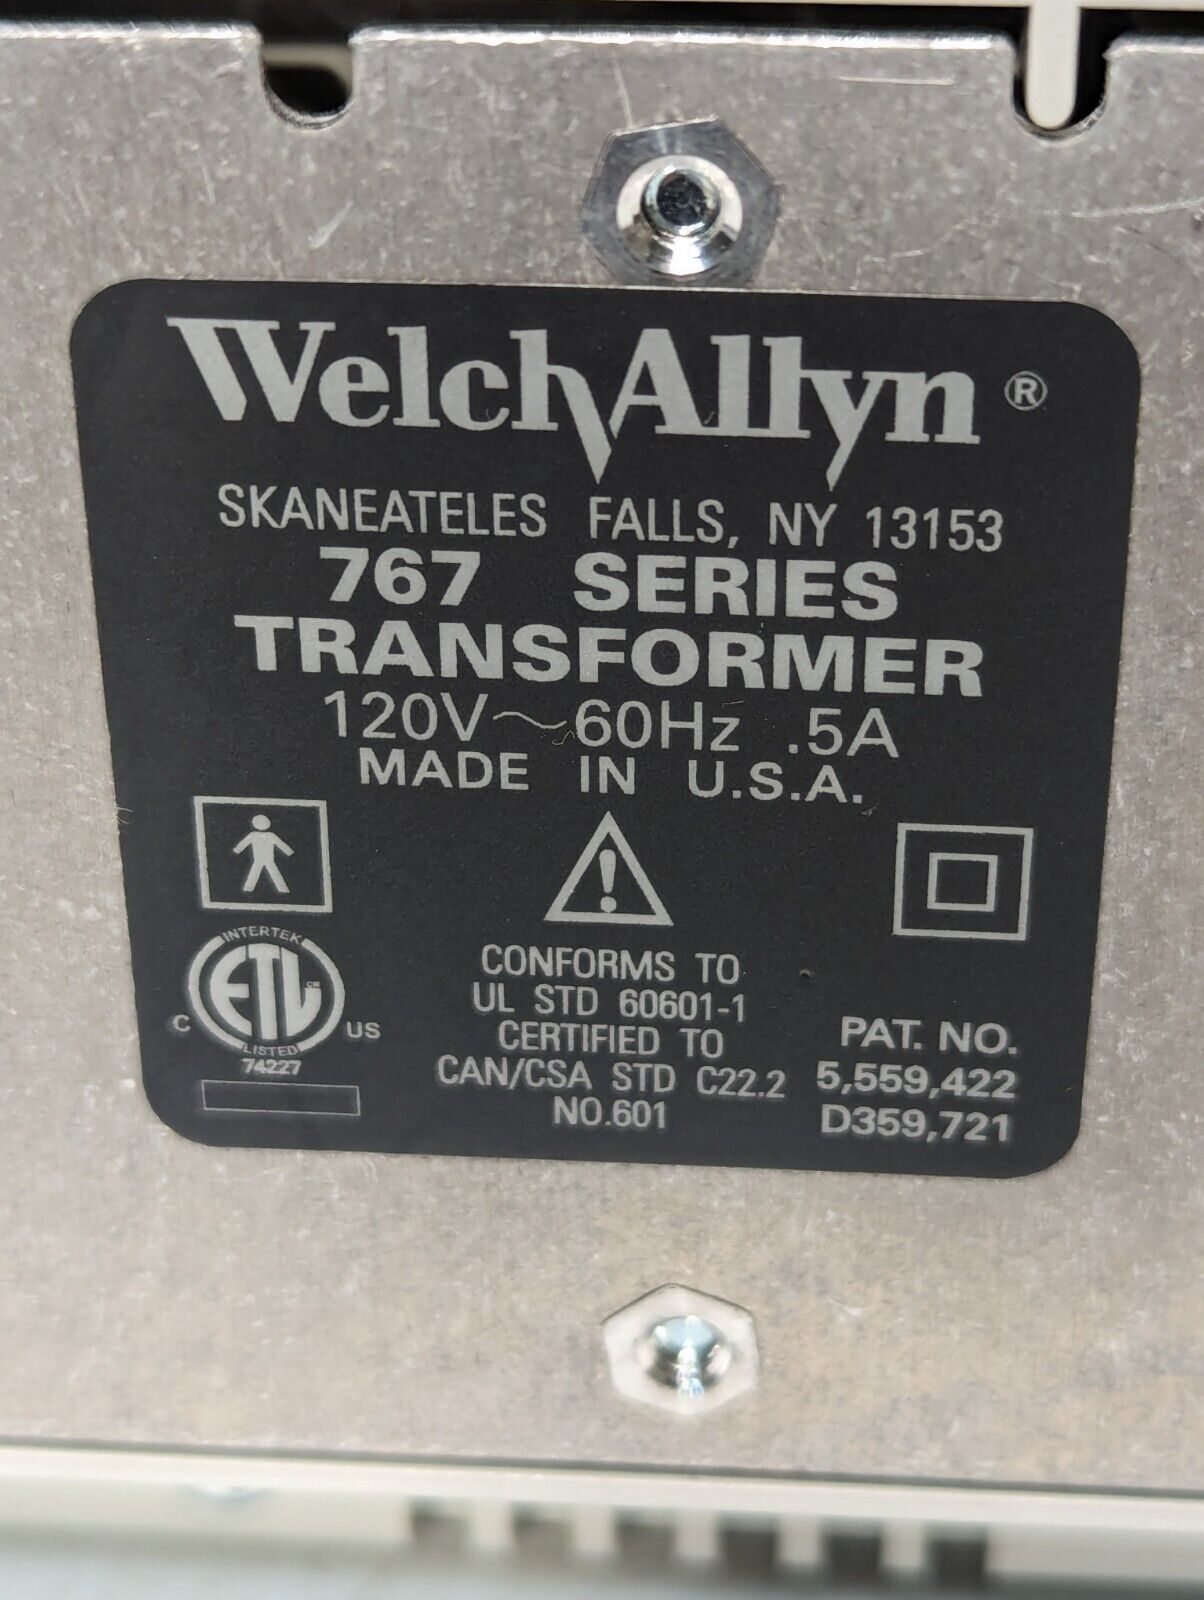 WelchAllyn ®
SKANEATELES FALLS, NY 13153
767 SERIES
TRANSFORMER
120V~60Hz .5A
MADE IN U.S.A.
INTERTEK
ETL CM
C US
LISTED
74227
CONFORMS TO
UL STD 60601-1
CERTIFIED TO
CAN/CSA STD C22.2
NO.601
PAT. NO.
5,559,422
D359,721